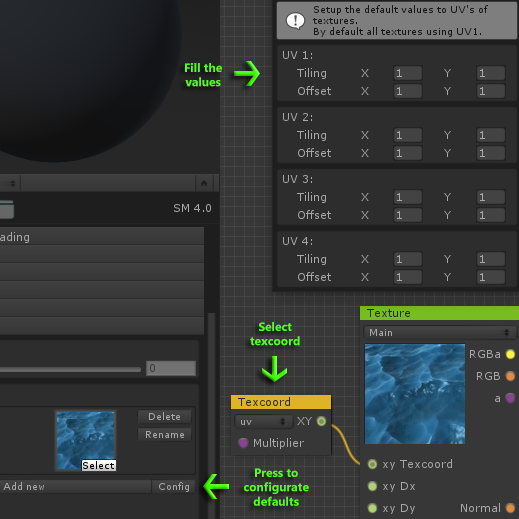 Setup the default values to UV's of
textures.
By default all textures using UV1.
Fill the
values
UV 1:
Tiling X 1 Y 1
Offset X 1 Y 1
UV 2:
Tiling X 1 Y 1
Offset X 1 Y 1
UV 3:
Tiling X 1 Y 1
Offset X 1 Y 1
UV 4:
Tiling X 1 Y 1
Offset X 1 Y 1
SM 4.0
ading
0
Delete
Rename
Select
Add new
Config
Select
texcoord
Texcoord
uv XY
Multiplier
Press to
configurate
defaults
Texture
Main
RGBa
RGB
a
xy Texcoord
xy Dx
xy Dy Normal